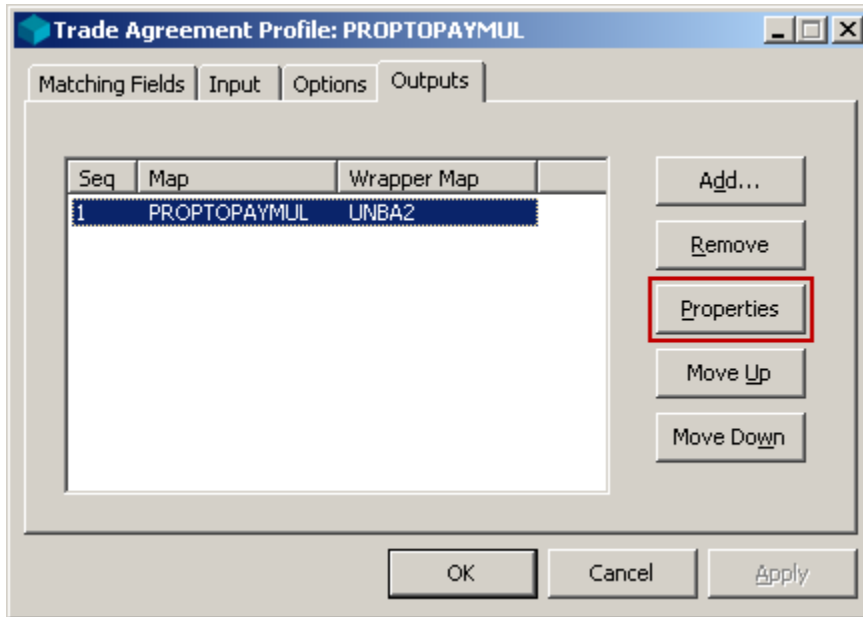 Trade Agreement Profile: PROPTOPAYMUL
Matching Fields Input Options Outputs
Seq Map Wrapper Map
1 PROPTOPAYMUL UNBA2
Add...
Remove
Properties
Move Up
Move Down
OK Cancel Apply